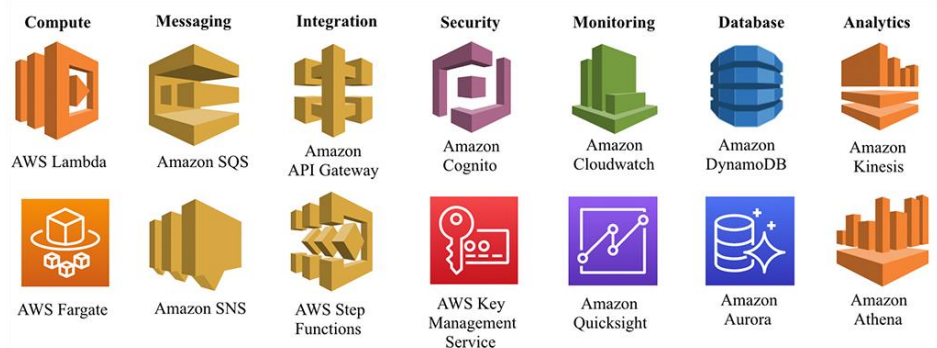 Compute
Messaging
Integration
Security
Monitoring
Database
Analytics
AWS Lambda
Amazon SQS
Amazon
API Gateway
Amazon
Cognito
Amazon
Cloudwatch
Amazon
DynamoDB
Amazon
Kinesis
AWS Fargate
Amazon SNS
AWS Step
Functions
AWS Key
Management
Service
Amazon
Quicksight
Amazon
Aurora
Amazon
Athena